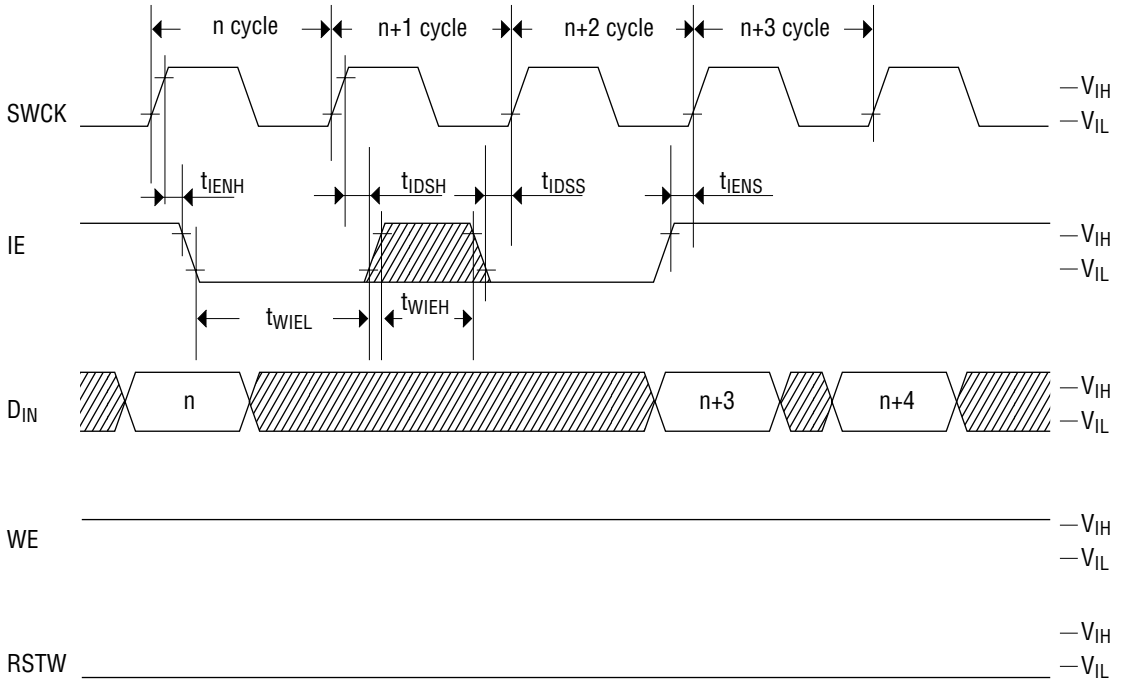 n cycle n+1 cycle n+2 cycle n+3 cycle
SWCK
VIH
VIL
tIENH tIDSH tIDSS tIENS
IE
VIH
VIL
tWIEL tWIEH
DIN
n n+3 n+4
VIH
VIL
WE
VIH
VIL
RSTW
VIH
VIL